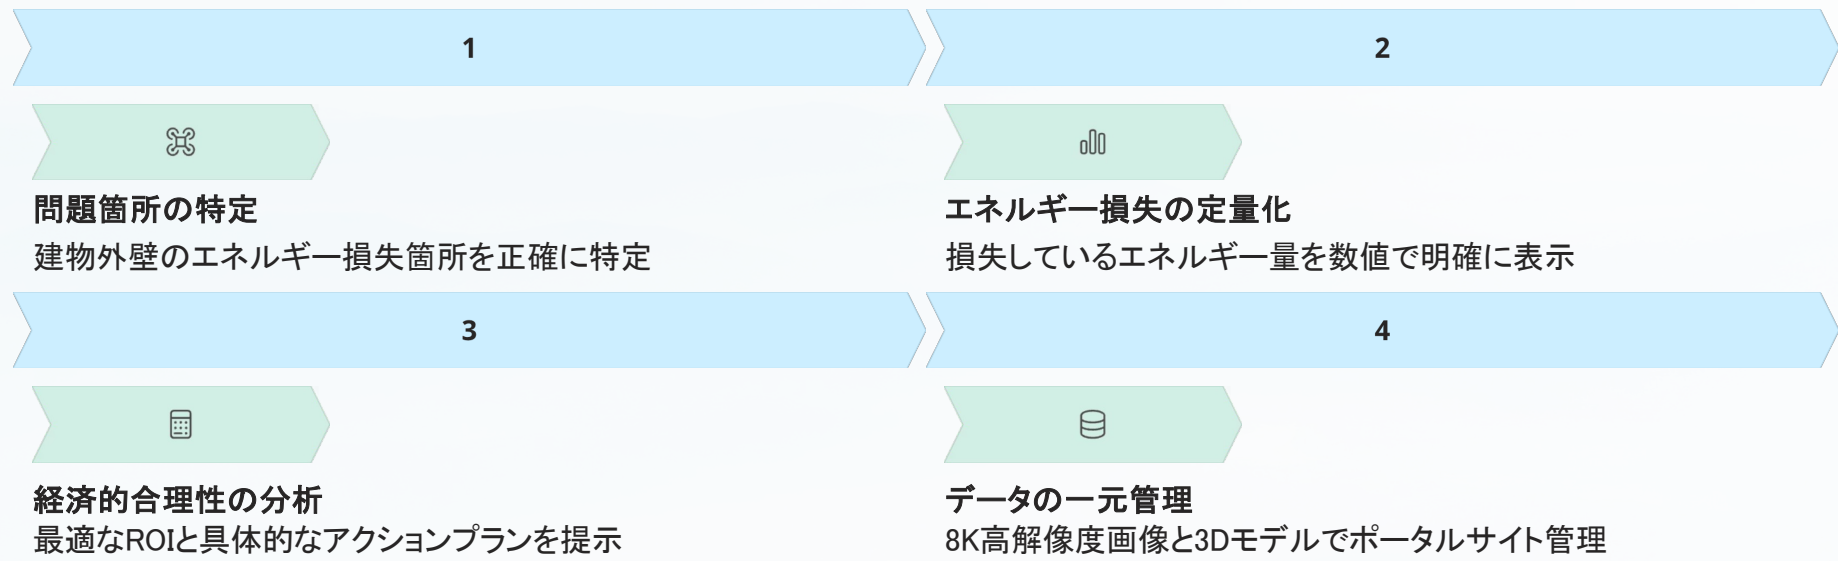 1
問題箇所の特定
建物外壁のエネルギー損失箇所を正確に特定
2
エネルギー損失の定量化
損失しているエネルギー量を数値で明確に表示
3
経済的合理性の分析
最適なROIと具体的なアクションプランを提示
4
データの一元管理
8K高解像度画像と3Dモデルでポータルサイト管理